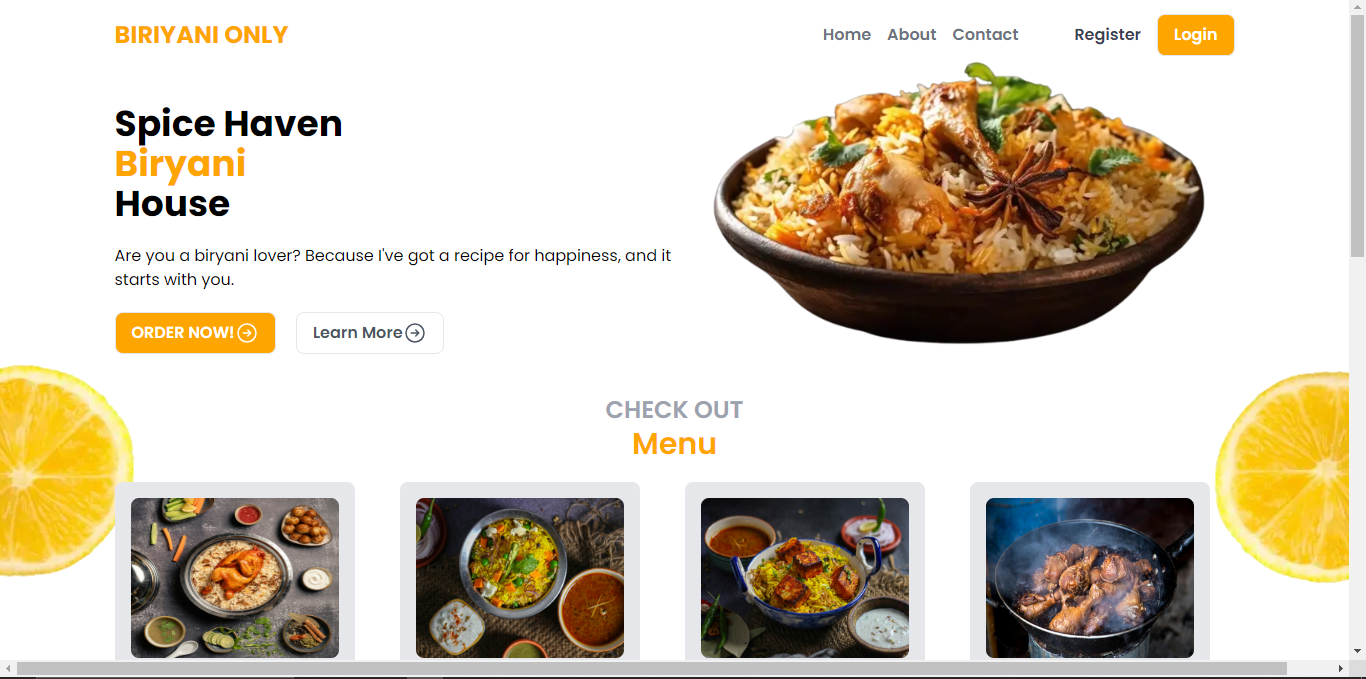 BIRIYANI ONLY
Home About Contact Register Login
Spice Haven
Biryani
House
Are you a biryani lover? Because I've got a recipe for happiness, and it
starts with you.
ORDER NOW! Learn More
CHECK OUT
Menu